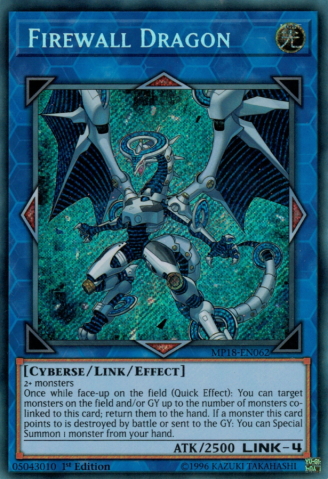 FIREWALL DRAGON
光
MP18-EN062
[CYBERSE/LINK/EFFECT]
2+ monsters
Once while face-up on the field (Quick Effect): You can target
monsters on the field and/or GY up to the number of monsters co-
linked to this card; return them to the hand. If a monster this card
points to is destroyed by battle or sent to the GY: You can Special
Summon 1 monster from your hand.
ATK/2500 LINK-4
05043010 1st Edition ©1996 KAZUKI TAKAHASHI